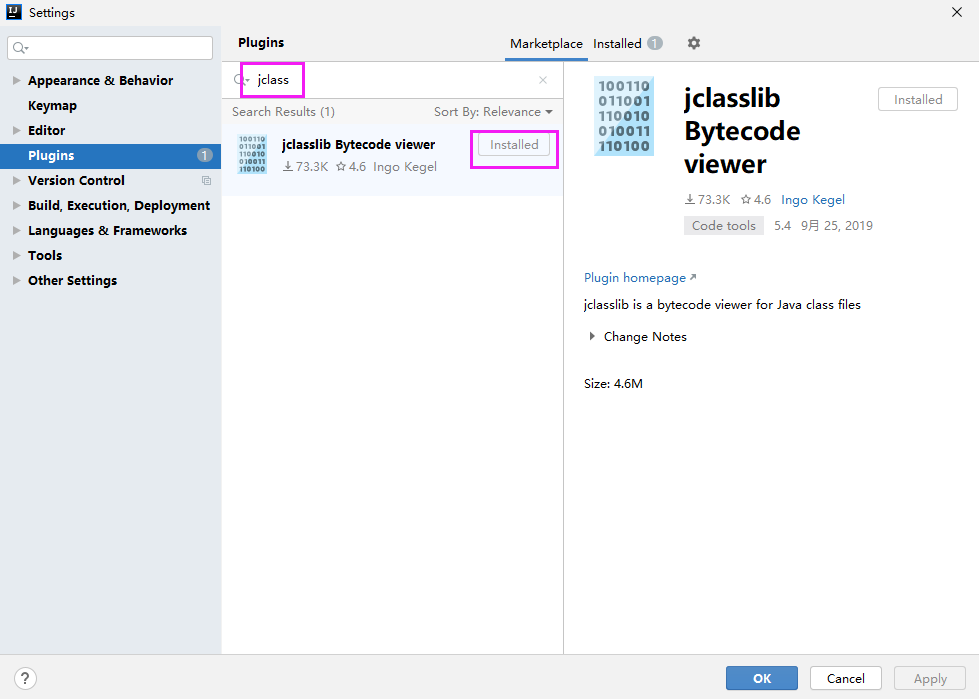 IJ Settings
Plugins Marketplace Installed 1
Appearance & Behavior
Keymap
Editor
Plugins 1
Version Control
Build, Execution, Deployment
Languages & Frameworks
Tools
Other Settings
jclass
Search Results (1) Sort By: Relevance
100110
011001
110010
010011
110100
jclasslib Bytecode viewer Installed
73.3K 4.6 Ingo Kegel
100110
011001
110010
010011
110100
jclasslib
Bytecode
viewer
Installed
73.3K 4.6 Ingo Kegel
Code tools 5.4 9月 25, 2019
Plugin homepage
jclasslib is a bytecode viewer for Java class files
Change Notes
Size: 4.6M
? OK Cancel Apply